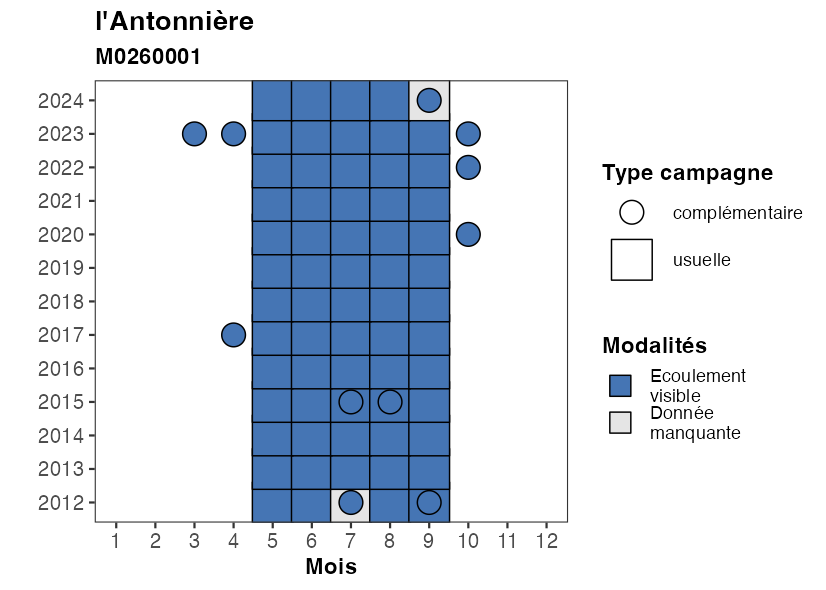 l'Antonnière
M0260001
2024
2023
2022
2021
2020
2019
2018
2017
2016
2015
2014
2013
2012
1 2 3 4 5 6 7 8 9 10 11 12
Mois
Type campagne
complémentaire
usuelle
Modalités
Ecoulement
visible
Donnée
manquante